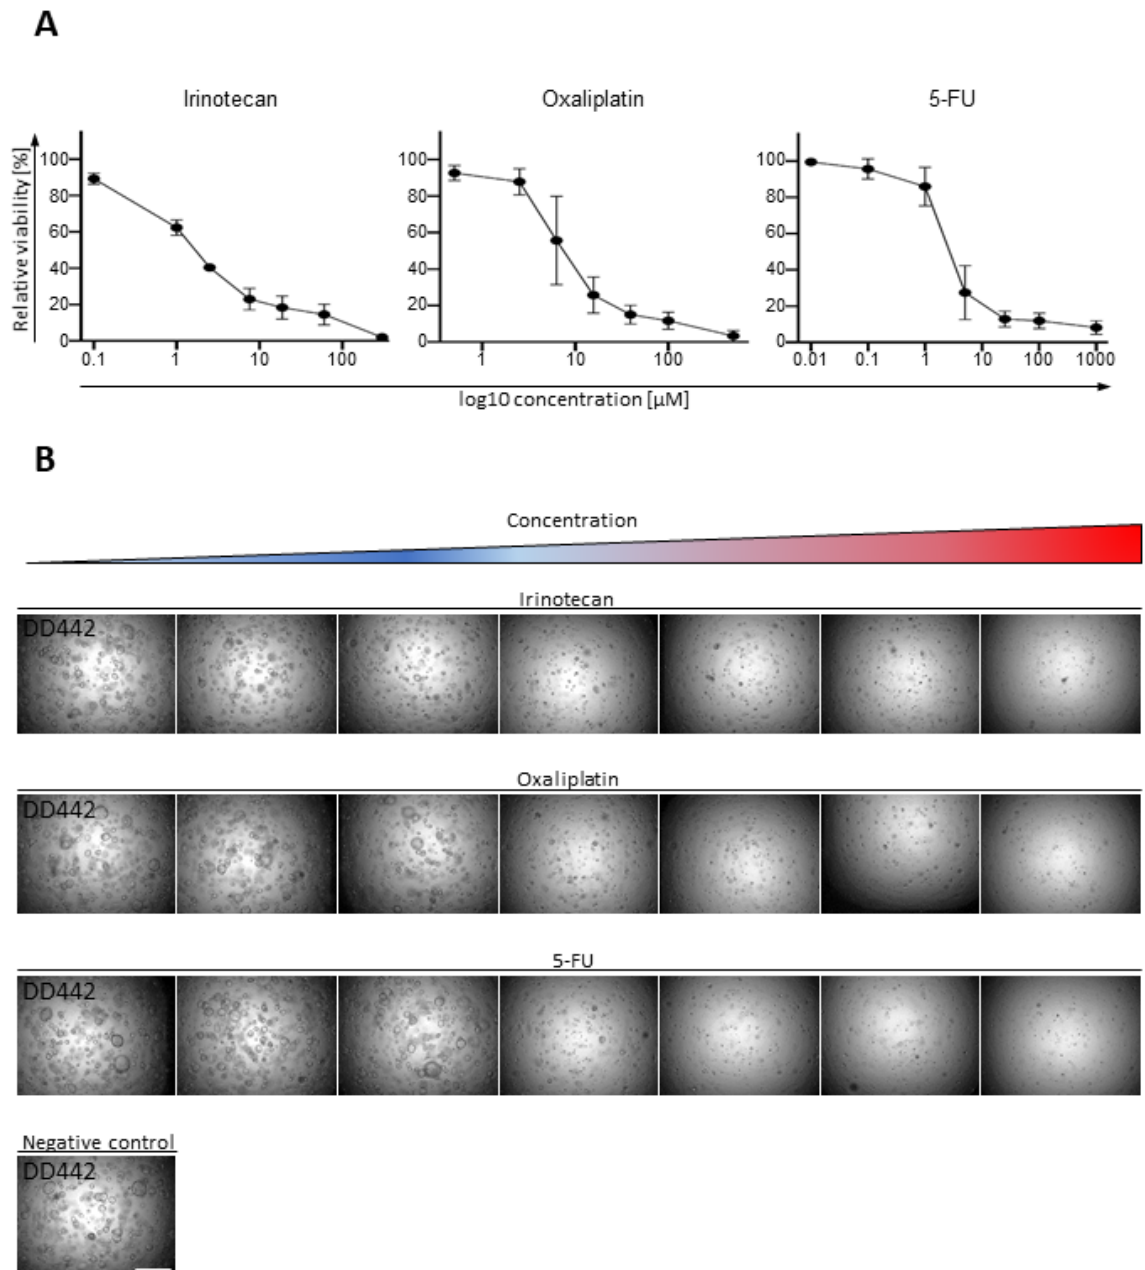 A
Irinotecan
Oxaliplatin
5-FU
Relative viability [%]
100
80
60
40
20
0
0.1 1 10 100
100
80
60
40
20
0
1 10 100
100
80
60
40
20
0
0.01 0.1 1 10 100 1000
log10 concentration [µM]
B
Concentration
Irinotecan
DD442
Oxaliplatin
DD442
5-FU
DD442
Negative control
DD442